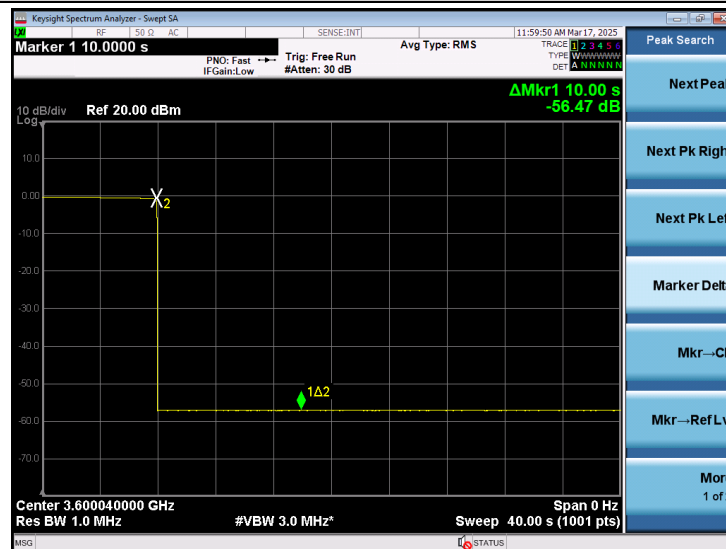 Keysight Spectrum Analyzer - Swept SA
LXI
RF
50 Ω
AC
SENSE:INT
11:59:50 AM Mar 17, 2025
Marker 1 10.0000 s
PNO: Fast
IFGain:Low
Trig: Free Run
#Atten: 30 dB
Avg Type: RMS
TRACE 1 2 3 4 5 6
TYPE WWWWWW
DET A N N N N N
ΔMkr1 10.00 s
-56.47 dB
10 dB/div
Log
Ref 20.00 dBm
10.0
0.00
-10.0
-20.0
-30.0
-40.0
-50.0
-60.0
-70.0
2
1Δ2
Center 3.600040000 GHz
Span 0 Hz
Res BW 1.0 MHz
#VBW 3.0 MHz*
Sweep 40.00 s (1001 pts)
MSG
STATUS
Peak Search
Next Peak
Next Pk Righ
Next Pk Lef
Marker Delt
Mkr→C
Mkr→Ref Lv
More
1 of